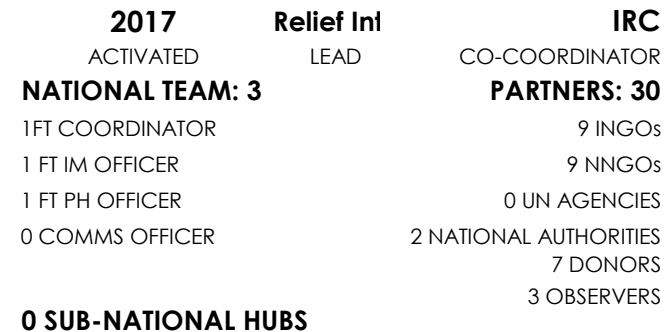 2017 Relief Int IRC
ACTIVATED LEAD CO-COORDINATOR
NATIONAL TEAM: 3 PARTNERS: 30
1FT COORDINATOR 9 INGOs
1 FT IM OFFICER 9 NNGOs
1 FT PH OFFICER 0 UN AGENCIES
0 COMMS OFFICER 2 NATIONAL AUTHORITIES
7 DONORS
3 OBSERVERS
0 SUB-NATIONAL HUBS